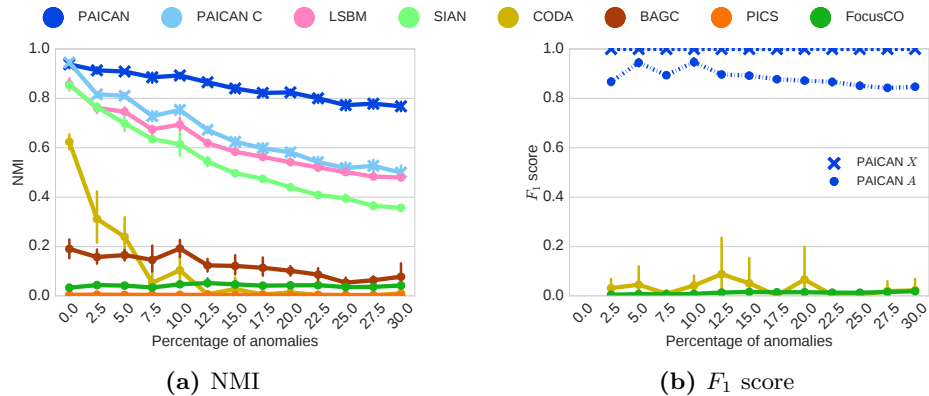 PAICAN PAICAN C LSBM SIAN CODA BAGC PICS FocusCO
1.0
0.8
0.6
0.4
0.2
0.0
NMI
0.0 2.5 5.0 7.5 10.0 12.5 15.0 17.5 20.0 22.5 25.0 27.5 30.0
Percentage of anomalies
(a) NMI
1.0
0.8
0.6
0.4
0.2
0.0
F1 score
PAICAN X
PAICAN A
0.0 2.5 5.0 7.5 10.0 12.5 15.0 17.5 20.0 22.5 25.0 27.5 30.0
Percentage of anomalies
(b) F1 score